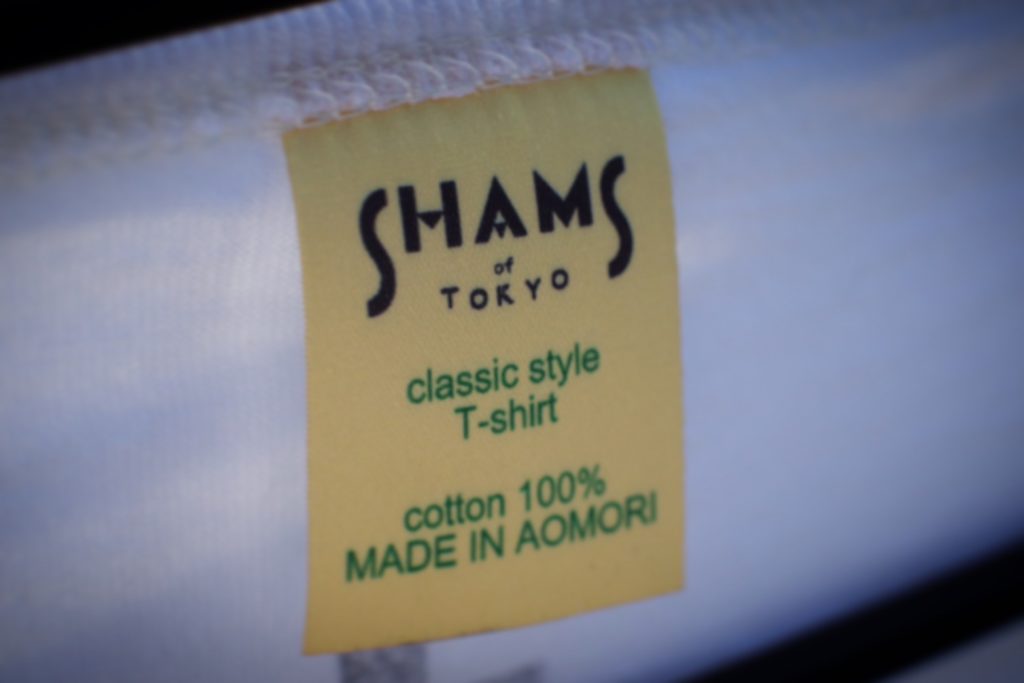 SHAMS
of
TOKYO
classic style
T-shirt
cotton 100%
MADE IN AOMORI